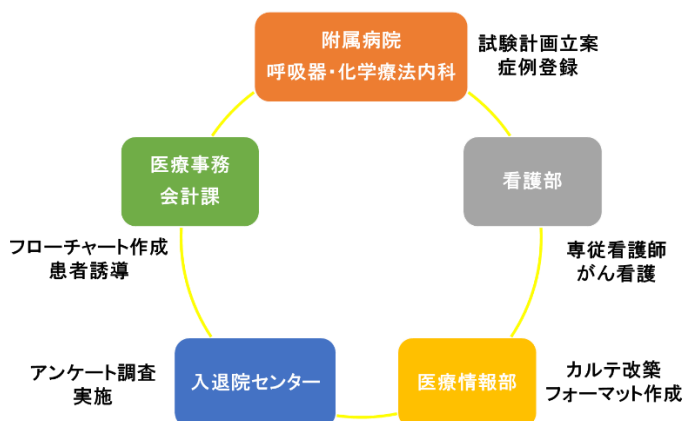 附属病院
呼吸器・化学療法内科
試験計画立案
症例登録
医療事務
会計課
看護部
フローチャート作成
患者誘導
専従看護師
がん看護
アンケート調査
実施
入退院センター
医療情報部
カルテ改築
フォーマット作成